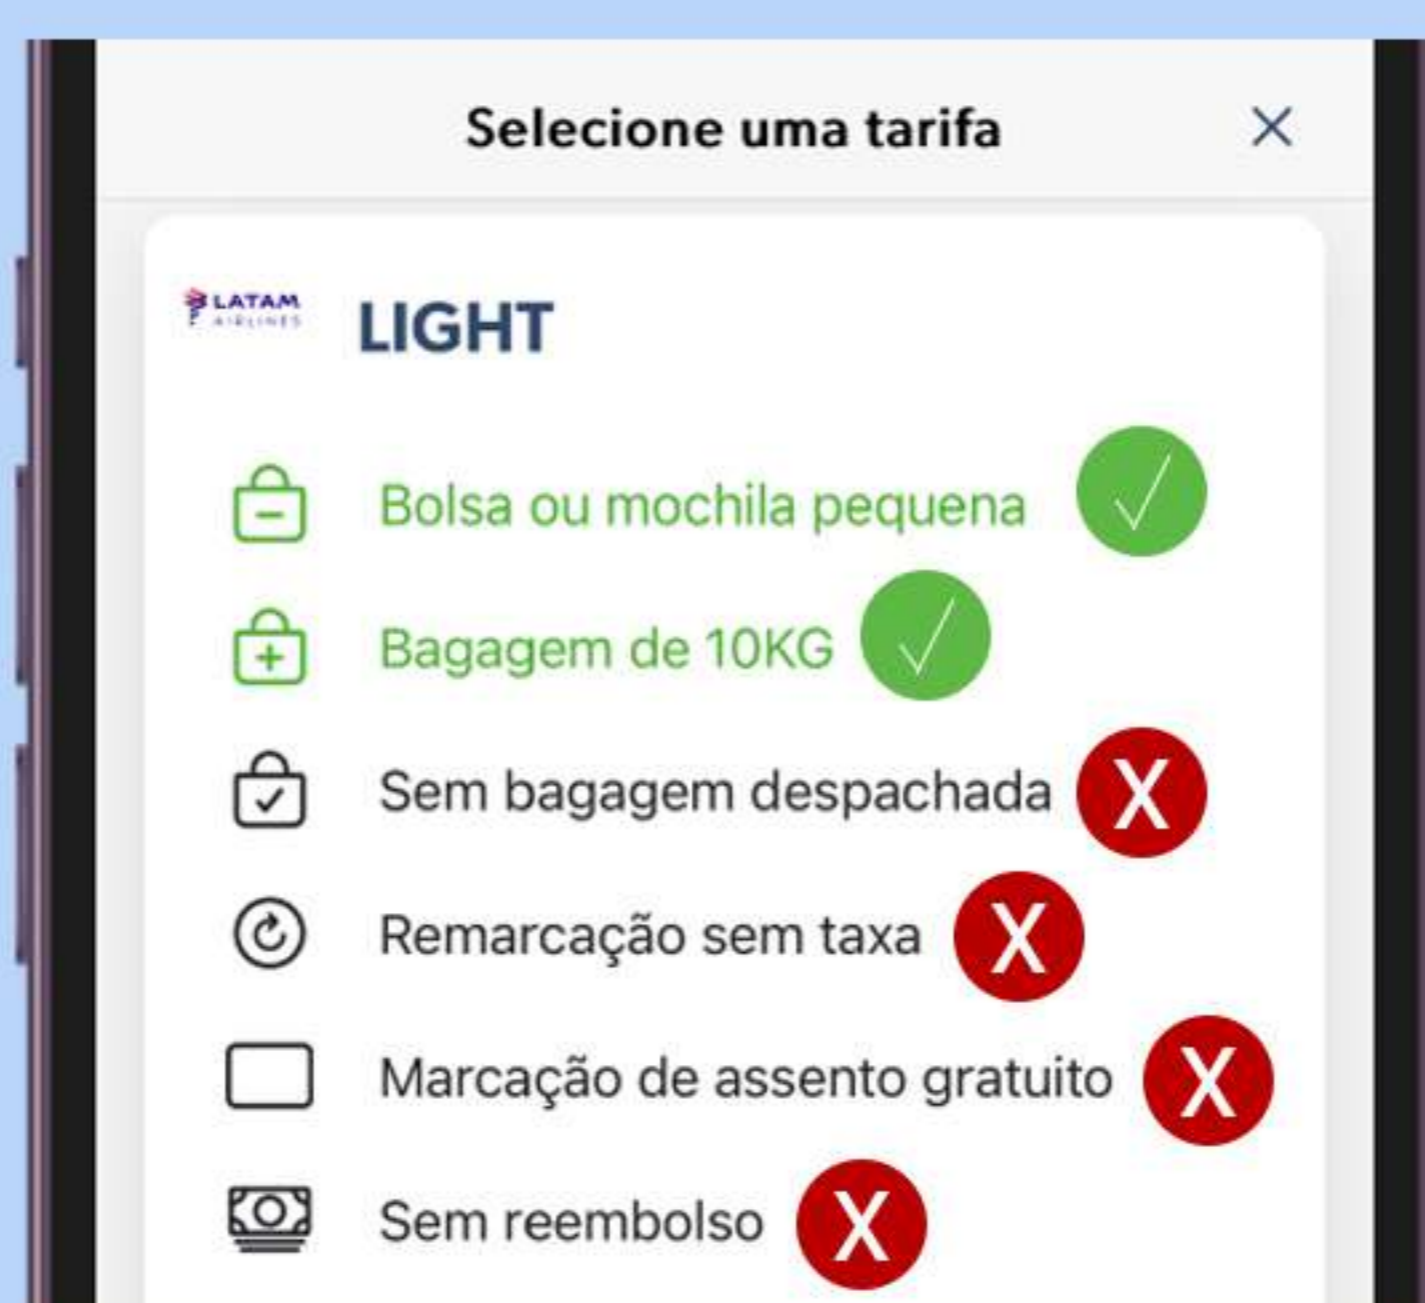 Selecione uma tarifa
LATAM
AIRLINES
LIGHT
Bolsa ou mochila pequena
Bagagem de 10KG
Sem bagagem despachada X
Remarcação sem taxa X
Marcação de assento gratuito X
Sem reembolso X